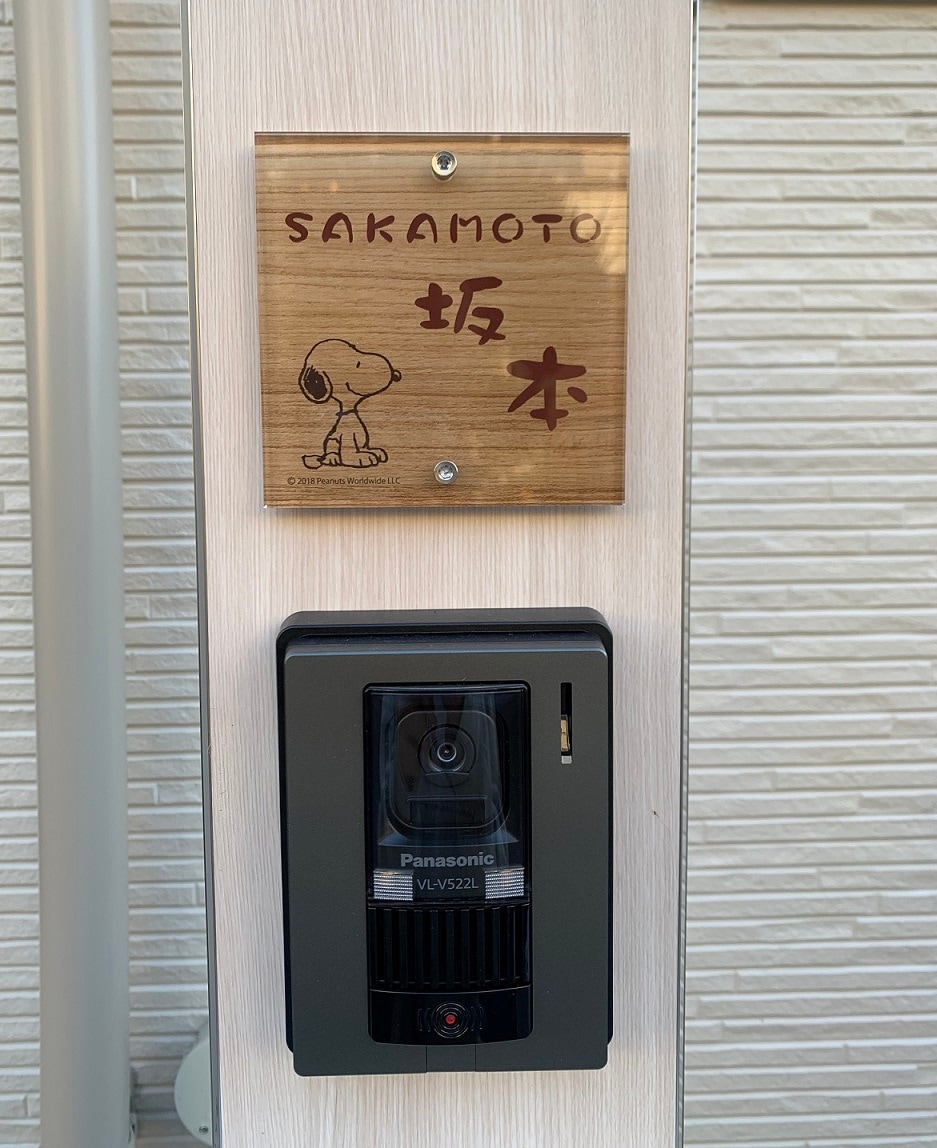 SAKAMOTO
坂
本
© 2018 Peanuts Worldwide LLC
Panasonic
VL-V522L